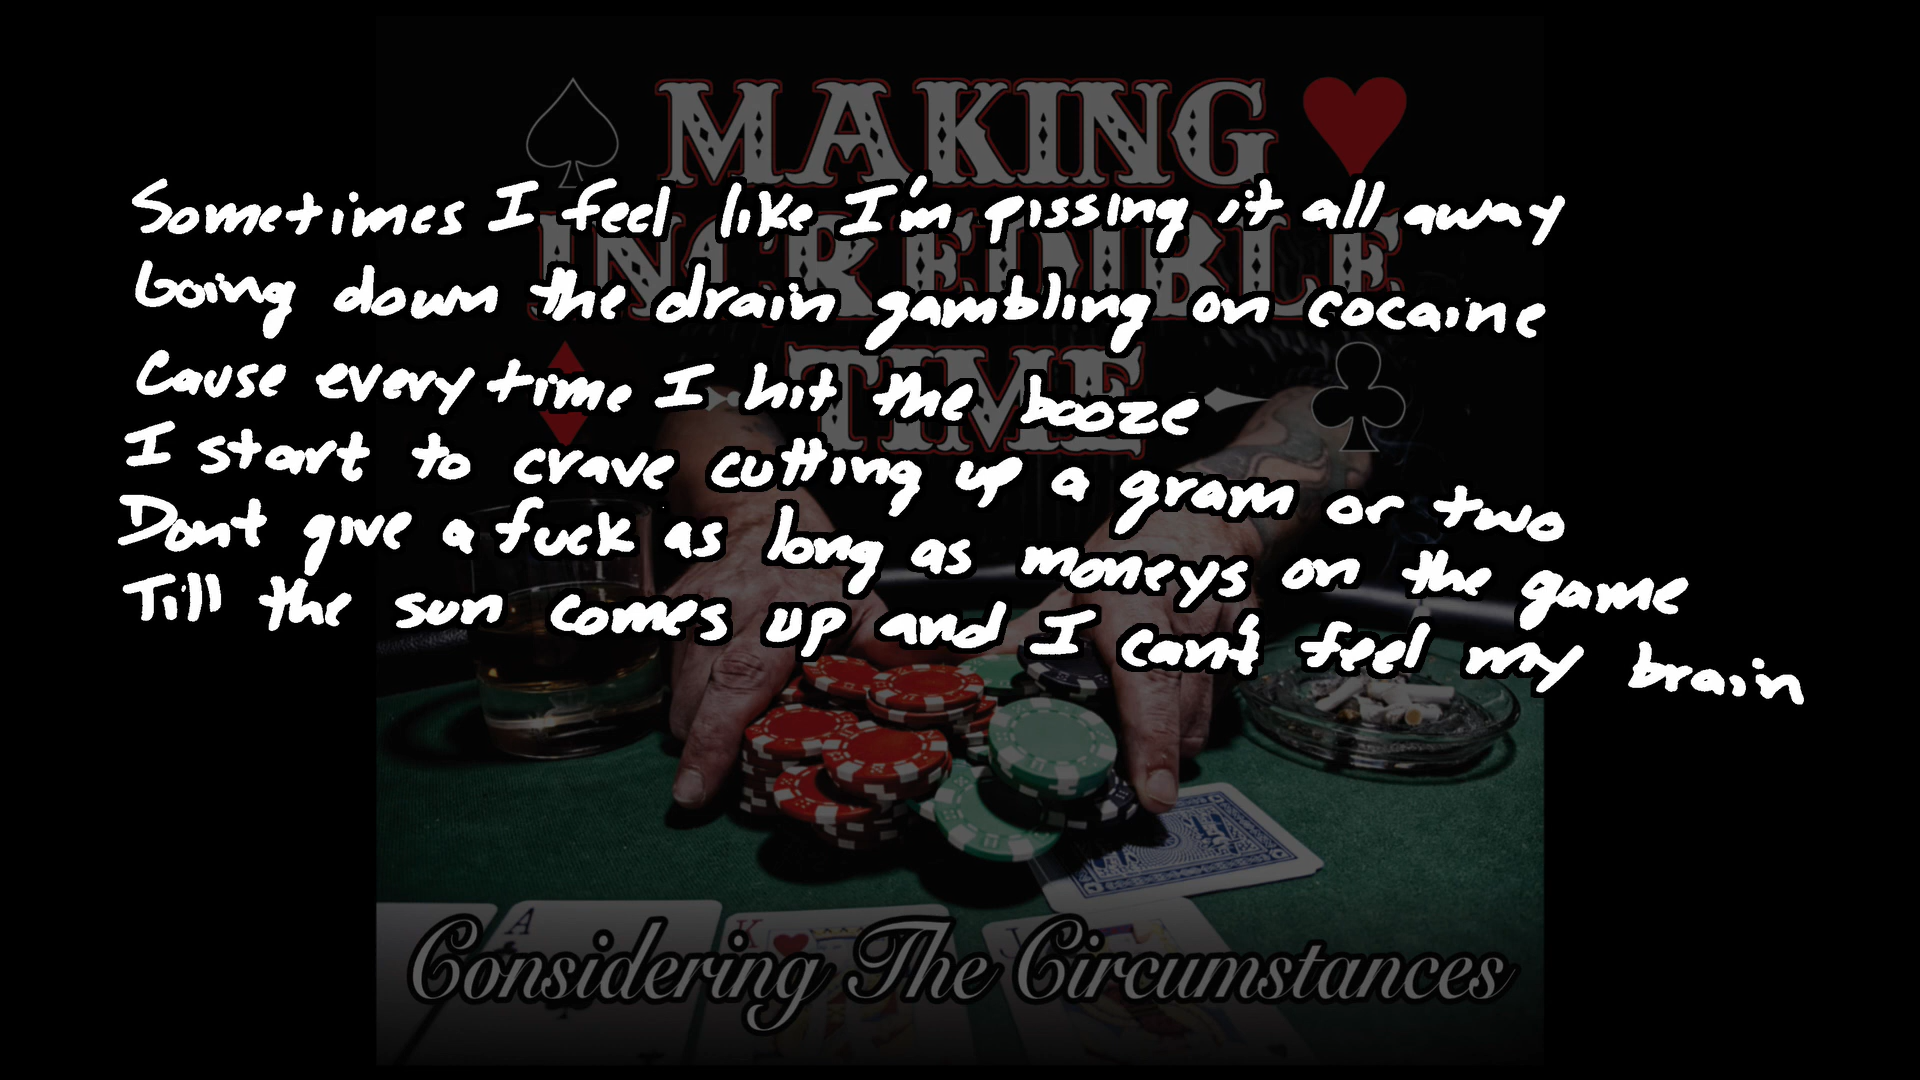 MAKING
INCREDIBLE
TIME
Sometimes I feel like I'm pissing it all away
Going down the drain gambling on cocaine
Cause every time I hit the booze
I start to crave cutting up a gram or two
Dont give a fuck as long as moneys on the game
Till the sun comes up and I can't feel my brain
A
K
J
Considering The Circumstances